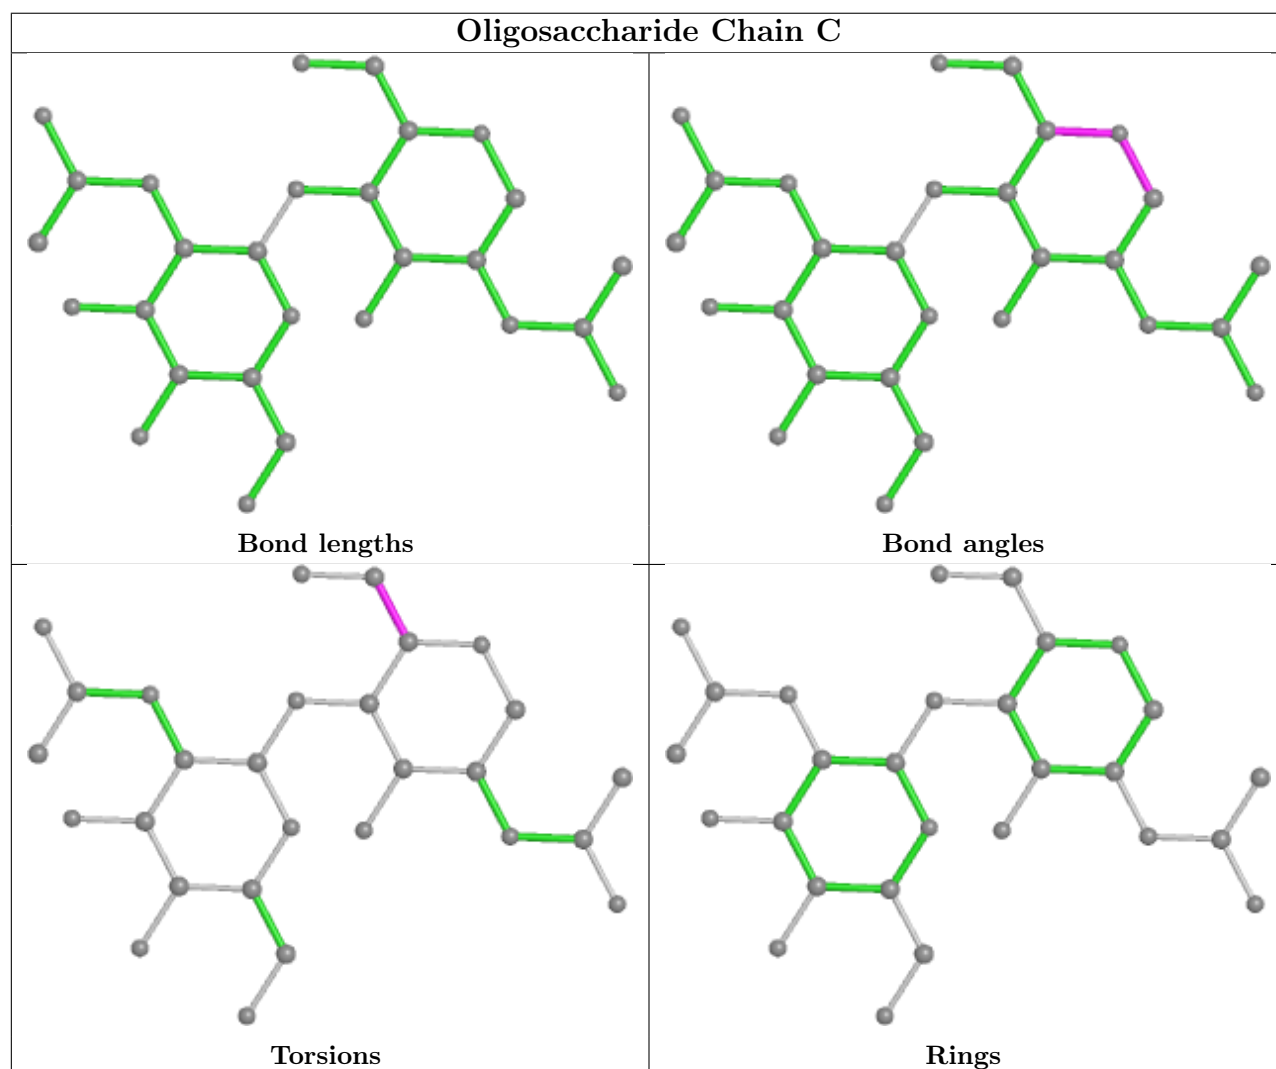 Oligosaccharide Chain C
Bond lengths
Bond angles
Torsions
Rings